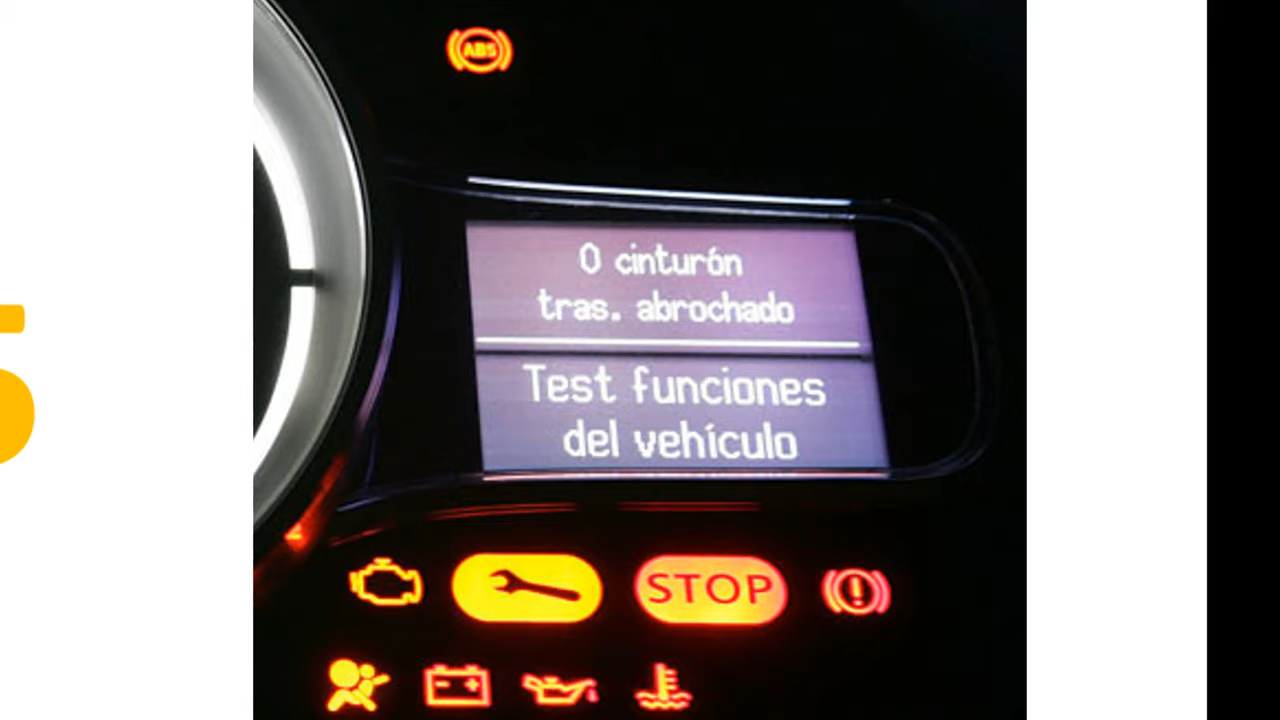 ABS
0 cinturón
tras. abrochado
Test funciones
del vehículo
STOP